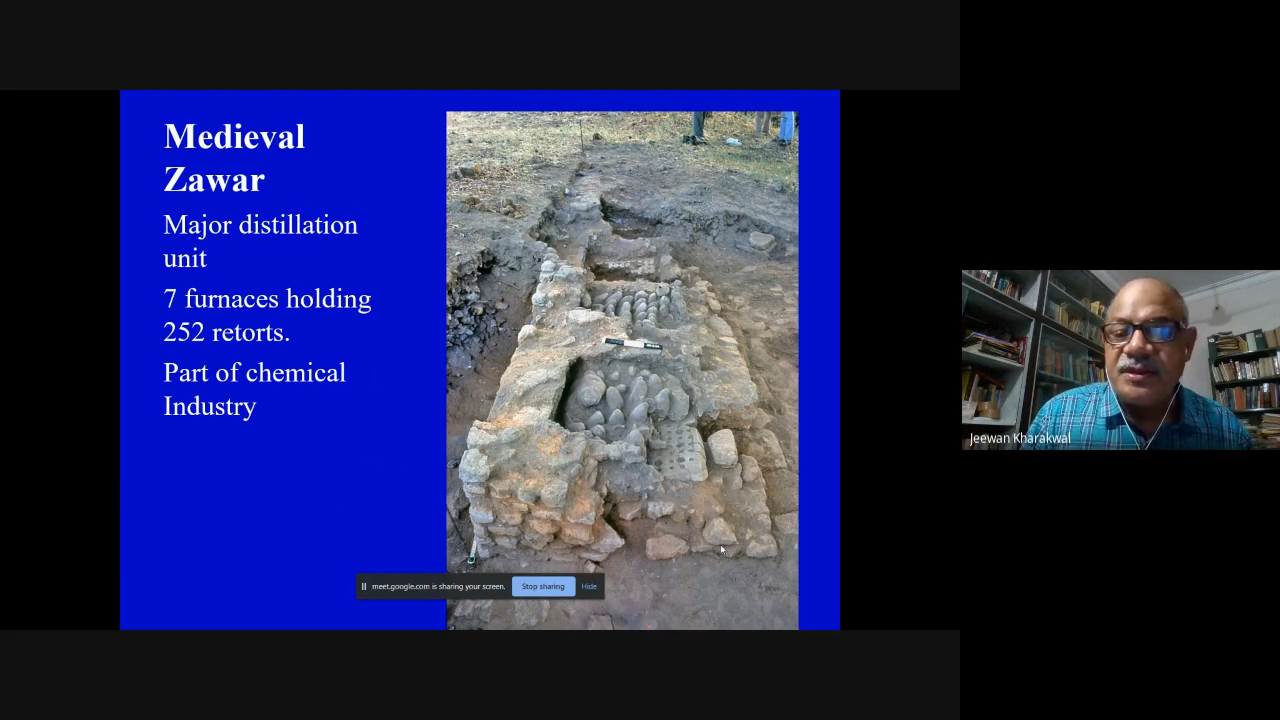 Medieval
Zawar
Major distillation
unit
7 furnaces holding
252 retorts.
Part of chemical
Industry
meet.google.com is sharing your screen. Stop sharing Hide
Jeewan Kharakwal